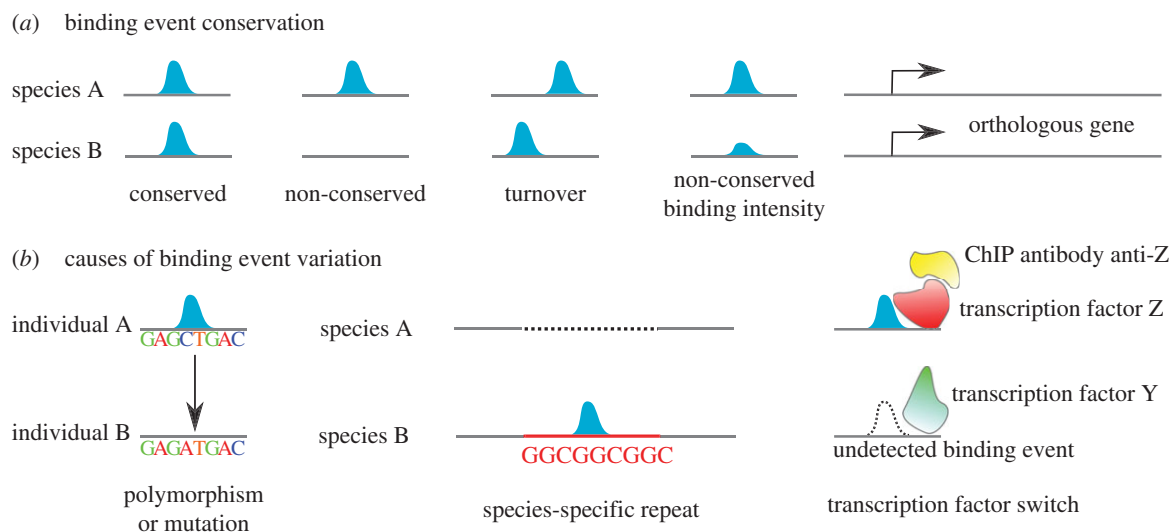 (a) binding event conservation
species A
species B
orthologous gene
conserved
non-conserved
turnover
non-conserved
binding intensity
(b) causes of binding event variation
ChIP antibody anti-Z
individual A
GAGCTGAC
species A
transcription factor Z
individual B
GAGATGAC
species B
GGCGGCGGC
transcription factor Y
undetected binding event
polymorphism
or mutation
species-specific repeat
transcription factor switch